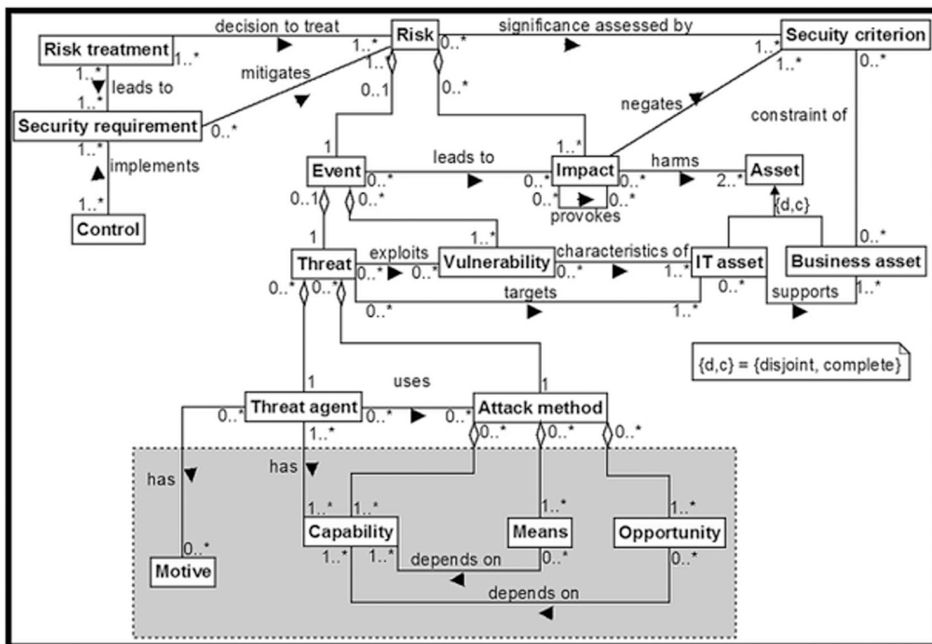 decision to treat
significance assessed by
Risk
Secuity criterion
Risk treatment
1..*
1..*
0..*
1..*
1..*
1..*
1..*
0..*
mitigates
leads to
0..1
0..*
negates
constraint of
1..*
Security requirement
0..*
1..*
implements
1
leads to
1..*
harms
Event
Impact
Asset
0..*
0..*
0..*
2..*
0..1
0..*
0..*
0..*
provokes
{d,c}
1..*
Control
1
1..*
0..*
exploits
characteristics of
Threat
Vulnerability
IT asset
Business asset
0..*
0..*
0..*
1..*
0..*
0..*
targets
0..*
supports
1..*
0..*
1..*
{d,c} = {disjoint, complete}
1
uses
1
Threat agent
Attack method
0..*
0..*
0..*
1..*
0..*
0..*
0..*
has
has
1..*
1..*
1..*
1..*
Capability
Means
Opportunity
0..*
1..*
1..*
depends on
0..*
0..*
Motive
depends on